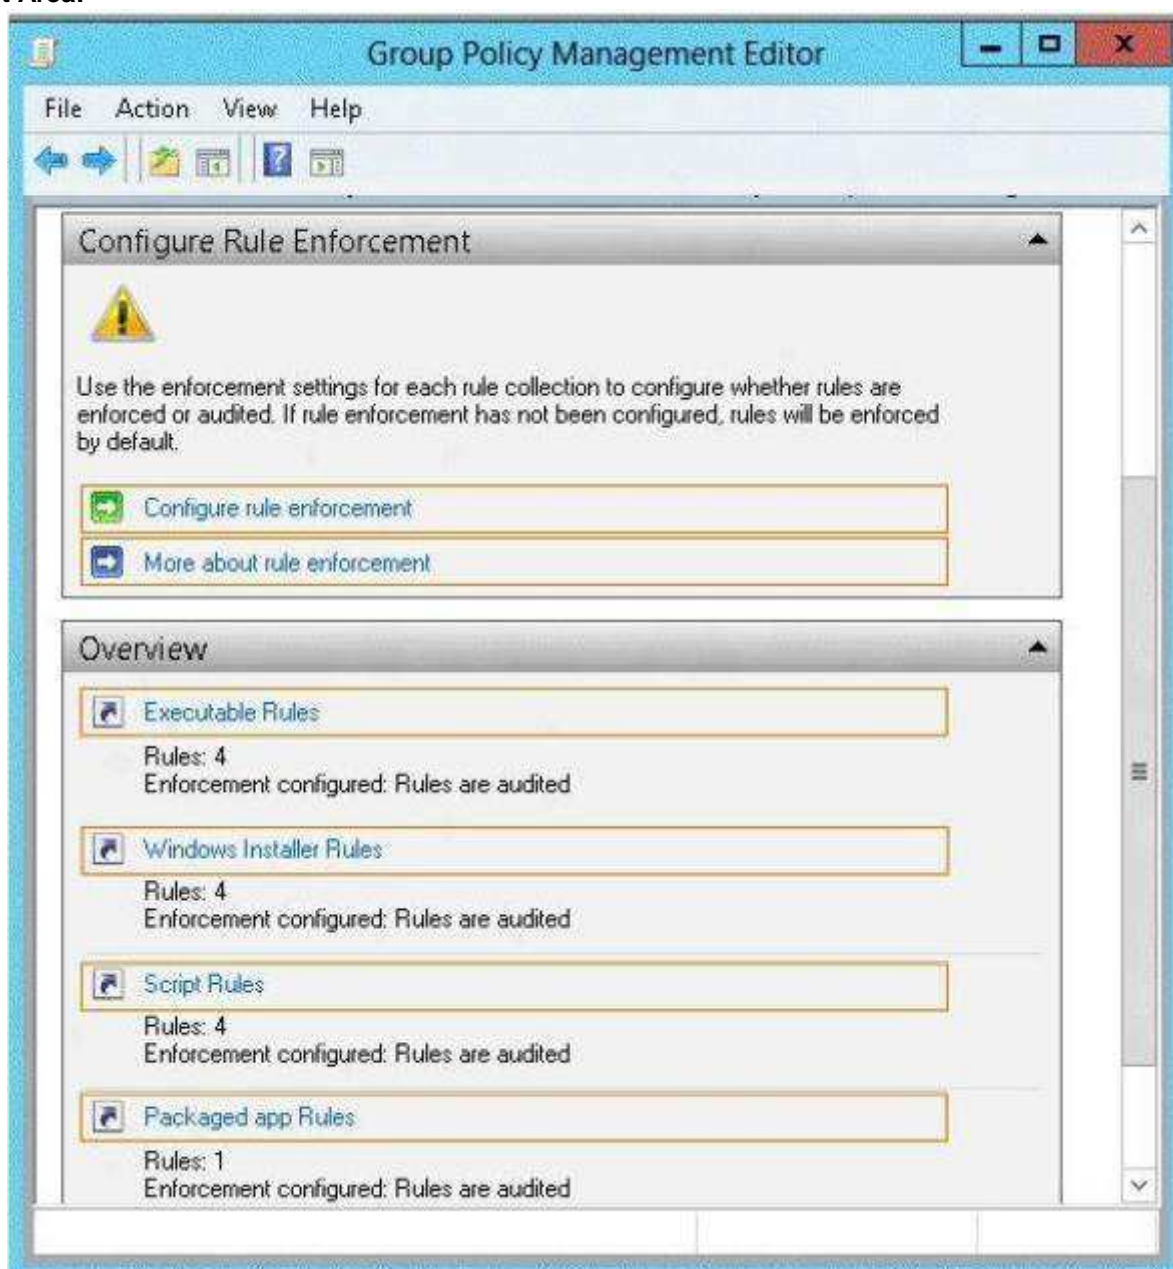 t Area:
Group Policy Management Editor
File Action View Help
Configure Rule Enforcement
Use the enforcement settings for each rule collection to configure whether rules are
enforced or audited. If rule enforcement has not been configured, rules will be enforced
by default.
Configure rule enforcement
More about rule enforcement
Overview
Executable Rules
Rules: 4
Enforcement configured: Rules are audited
Windows Installer Rules
Rules: 4
Enforcement configured: Rules are audited
Script Rules
Rules: 4
Enforcement configured: Rules are audited
Packaged app Rules
Rules: 1
Enforcement configured: Rules are audited